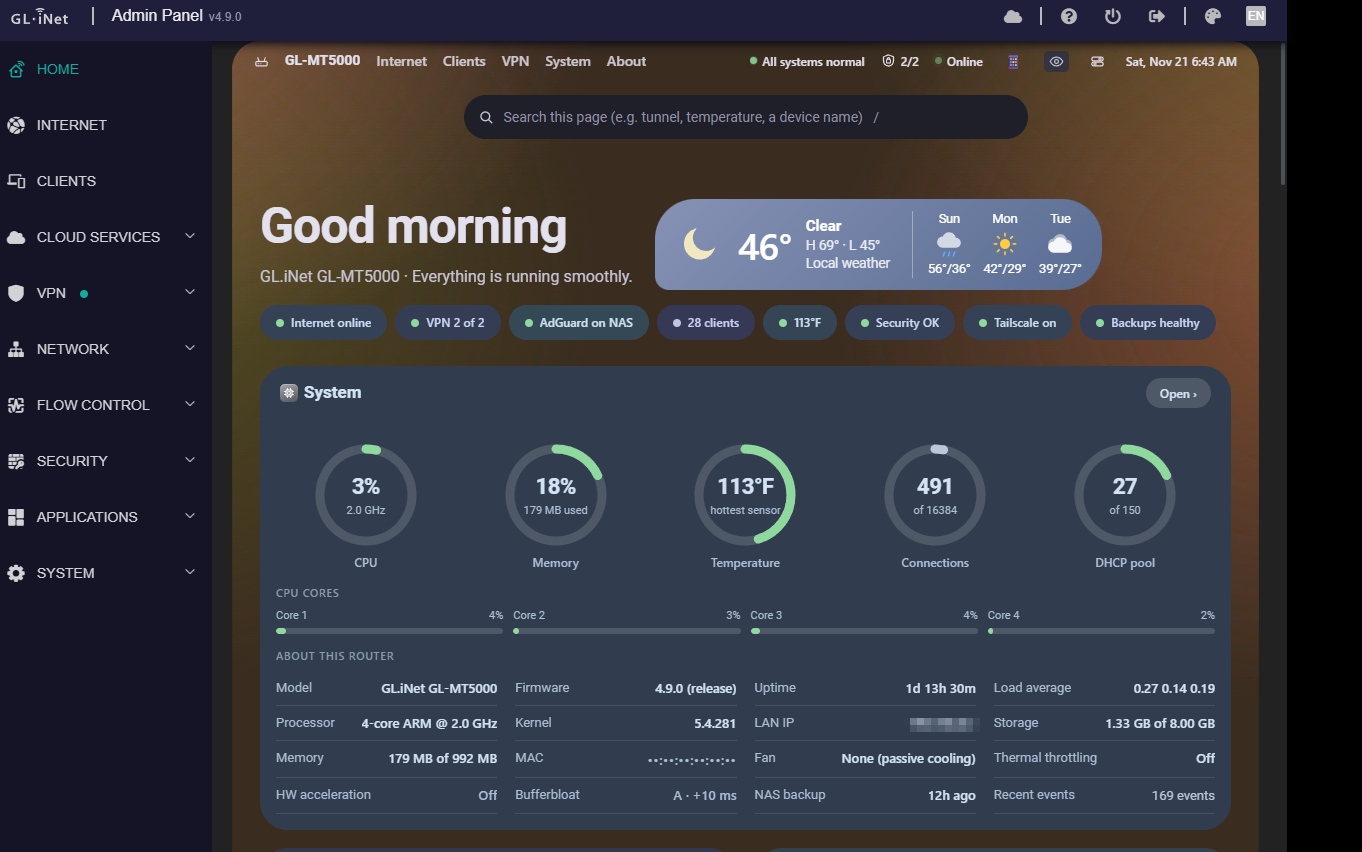 GL·iNet | Admin Panel v4.9.0
EN
HOME
INTERNET
CLIENTS
CLOUD SERVICES
VPN
NETWORK
FLOW CONTROL
SECURITY
APPLICATIONS
SYSTEM
GL-MT5000 Internet Clients VPN System About
All systems normal 2/2 Online Sat, Nov 21 6:43 AM
Search this page (e.g. tunnel, temperature, a device name) /
Good morning
GL.iNet GL-MT5000 · Everything is running smoothly.
46°
Clear
H 69° · L 45°
Local weather
Sun Mon Tue
56°/36° 42°/29° 39°/27°
Internet online VPN 2 of 2 AdGuard on NAS 28 clients 113°F Security OK Tailscale on Backups healthy
System Open ›
3% 18% 113°F 491 27
2.0 GHz 179 MB used hottest sensor of 16384 of 150
CPU Memory Temperature Connections DHCP pool
CPU CORES
Core 1 4% Core 2 3% Core 3 4% Core 4 2%
ABOUT THIS ROUTER
Model GL.iNet GL-MT5000 Firmware 4.9.0 (release) Uptime 1d 13h 30m Load average 0.27 0.14 0.19
Processor 4-core ARM @ 2.0 GHz Kernel 5.4.281 LAN IP Storage 1.33 GB of 8.00 GB
Memory 179 MB of 992 MB MAC ••:••:••:••:••:•• Fan None (passive cooling) Thermal throttling Off
HW acceleration Off Bufferbloat A · +10 ms NAS backup 12h ago Recent events 169 events